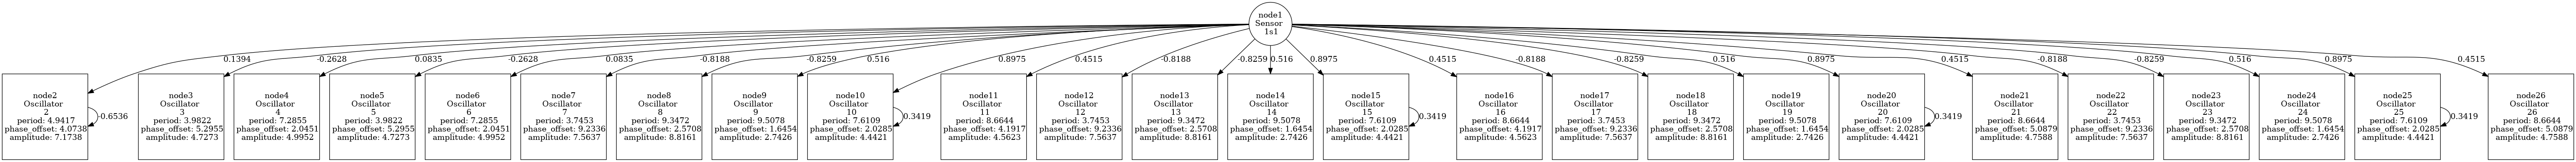 node1
Sensor
1s1
0.1394
-0.2628
0.0835
-0.2628
0.0835
-0.8188
-0.8259
0.516
0.8975
0.4515
-0.8188
-0.8259
0.516
0.8975
0.4515
-0.8188
-0.8259
0.516
0.8975
0.4515
-0.8188
-0.8259
0.516
0.8975
0.4515
node2
Oscillator
2
period: 4.9417
phase_offset: 4.0738
amplitude: 7.1738
-0.6536
node3
Oscillator
3
period: 3.9822
phase_offset: 5.2955
amplitude: 4.7273
node4
Oscillator
4
period: 7.2855
phase_offset: 2.0451
amplitude: 4.9952
node5
Oscillator
5
period: 3.9822
phase_offset: 5.2955
amplitude: 4.7273
node6
Oscillator
6
period: 7.2855
phase_offset: 2.0451
amplitude: 4.9952
node7
Oscillator
7
period: 3.7453
phase_offset: 9.2336
amplitude: 7.5637
node8
Oscillator
8
period: 9.3472
phase_offset: 2.5708
amplitude: 8.8161
node9
Oscillator
9
period: 9.5078
phase_offset: 1.6454
amplitude: 2.7426
node10
Oscillator
10
period: 7.6109
phase_offset: 2.0285
amplitude: 4.4421
0.3419
node11
Oscillator
11
period: 8.6644
phase_offset: 4.1917
amplitude: 4.5623
node12
Oscillator
12
period: 3.7453
phase_offset: 9.2336
amplitude: 7.5637
node13
Oscillator
13
period: 9.3472
phase_offset: 2.5708
amplitude: 8.8161
node14
Oscillator
14
period: 9.5078
phase_offset: 1.6454
amplitude: 2.7426
node15
Oscillator
15
period: 7.6109
phase_offset: 2.0285
amplitude: 4.4421
0.3419
node16
Oscillator
16
period: 8.6644
phase_offset: 4.1917
amplitude: 4.5623
node17
Oscillator
17
period: 3.7453
phase_offset: 9.2336
amplitude: 7.5637
node18
Oscillator
18
period: 9.3472
phase_offset: 2.5708
amplitude: 8.8161
node19
Oscillator
19
period: 9.5078
phase_offset: 1.6454
amplitude: 2.7426
node20
Oscillator
20
period: 7.6109
phase_offset: 2.0285
amplitude: 4.4421
0.3419
node21
Oscillator
21
period: 8.6644
phase_offset: 5.0879
amplitude: 4.7588
node22
Oscillator
22
period: 3.7453
phase_offset: 9.2336
amplitude: 7.5637
node23
Oscillator
23
period: 9.3472
phase_offset: 2.5708
amplitude: 8.8161
node24
Oscillator
24
period: 9.5078
phase_offset: 1.6454
amplitude: 2.7426
node25
Oscillator
25
period: 7.6109
phase_offset: 2.0285
amplitude: 4.4421
0.3419
node26
Oscillator
26
period: 8.6644
phase_offset: 5.0879
amplitude: 4.7588